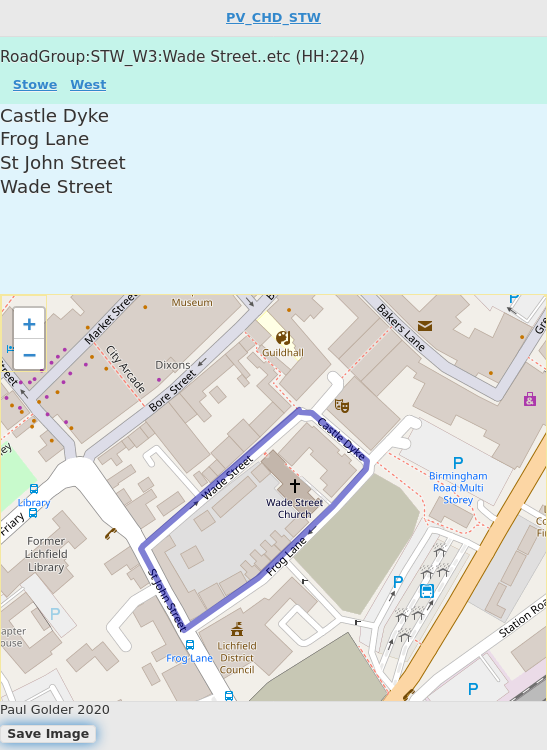 PV_CHD_STW
RoadGroup:STW_W3:Wade Street..etc (HH:224)
Stowe West
Castle Dyke
Frog Lane
St John Street
Wade Street
+
−
Museum
Market Street
Bakers Lane
Guildhall
City Arcade
Dixons
Bore Street
Castle Dyke
Wade Street
Birmingham
Road Multi
Storey
Wade Street
Church
Library
Friary
Former
Lichfield
Library
Frog Lane
St John Street
Station Roa
apter
ouse
Lichfield
District
Council
Frog Lane
P
P
P
P
P
Paul Golder 2020
Save Image